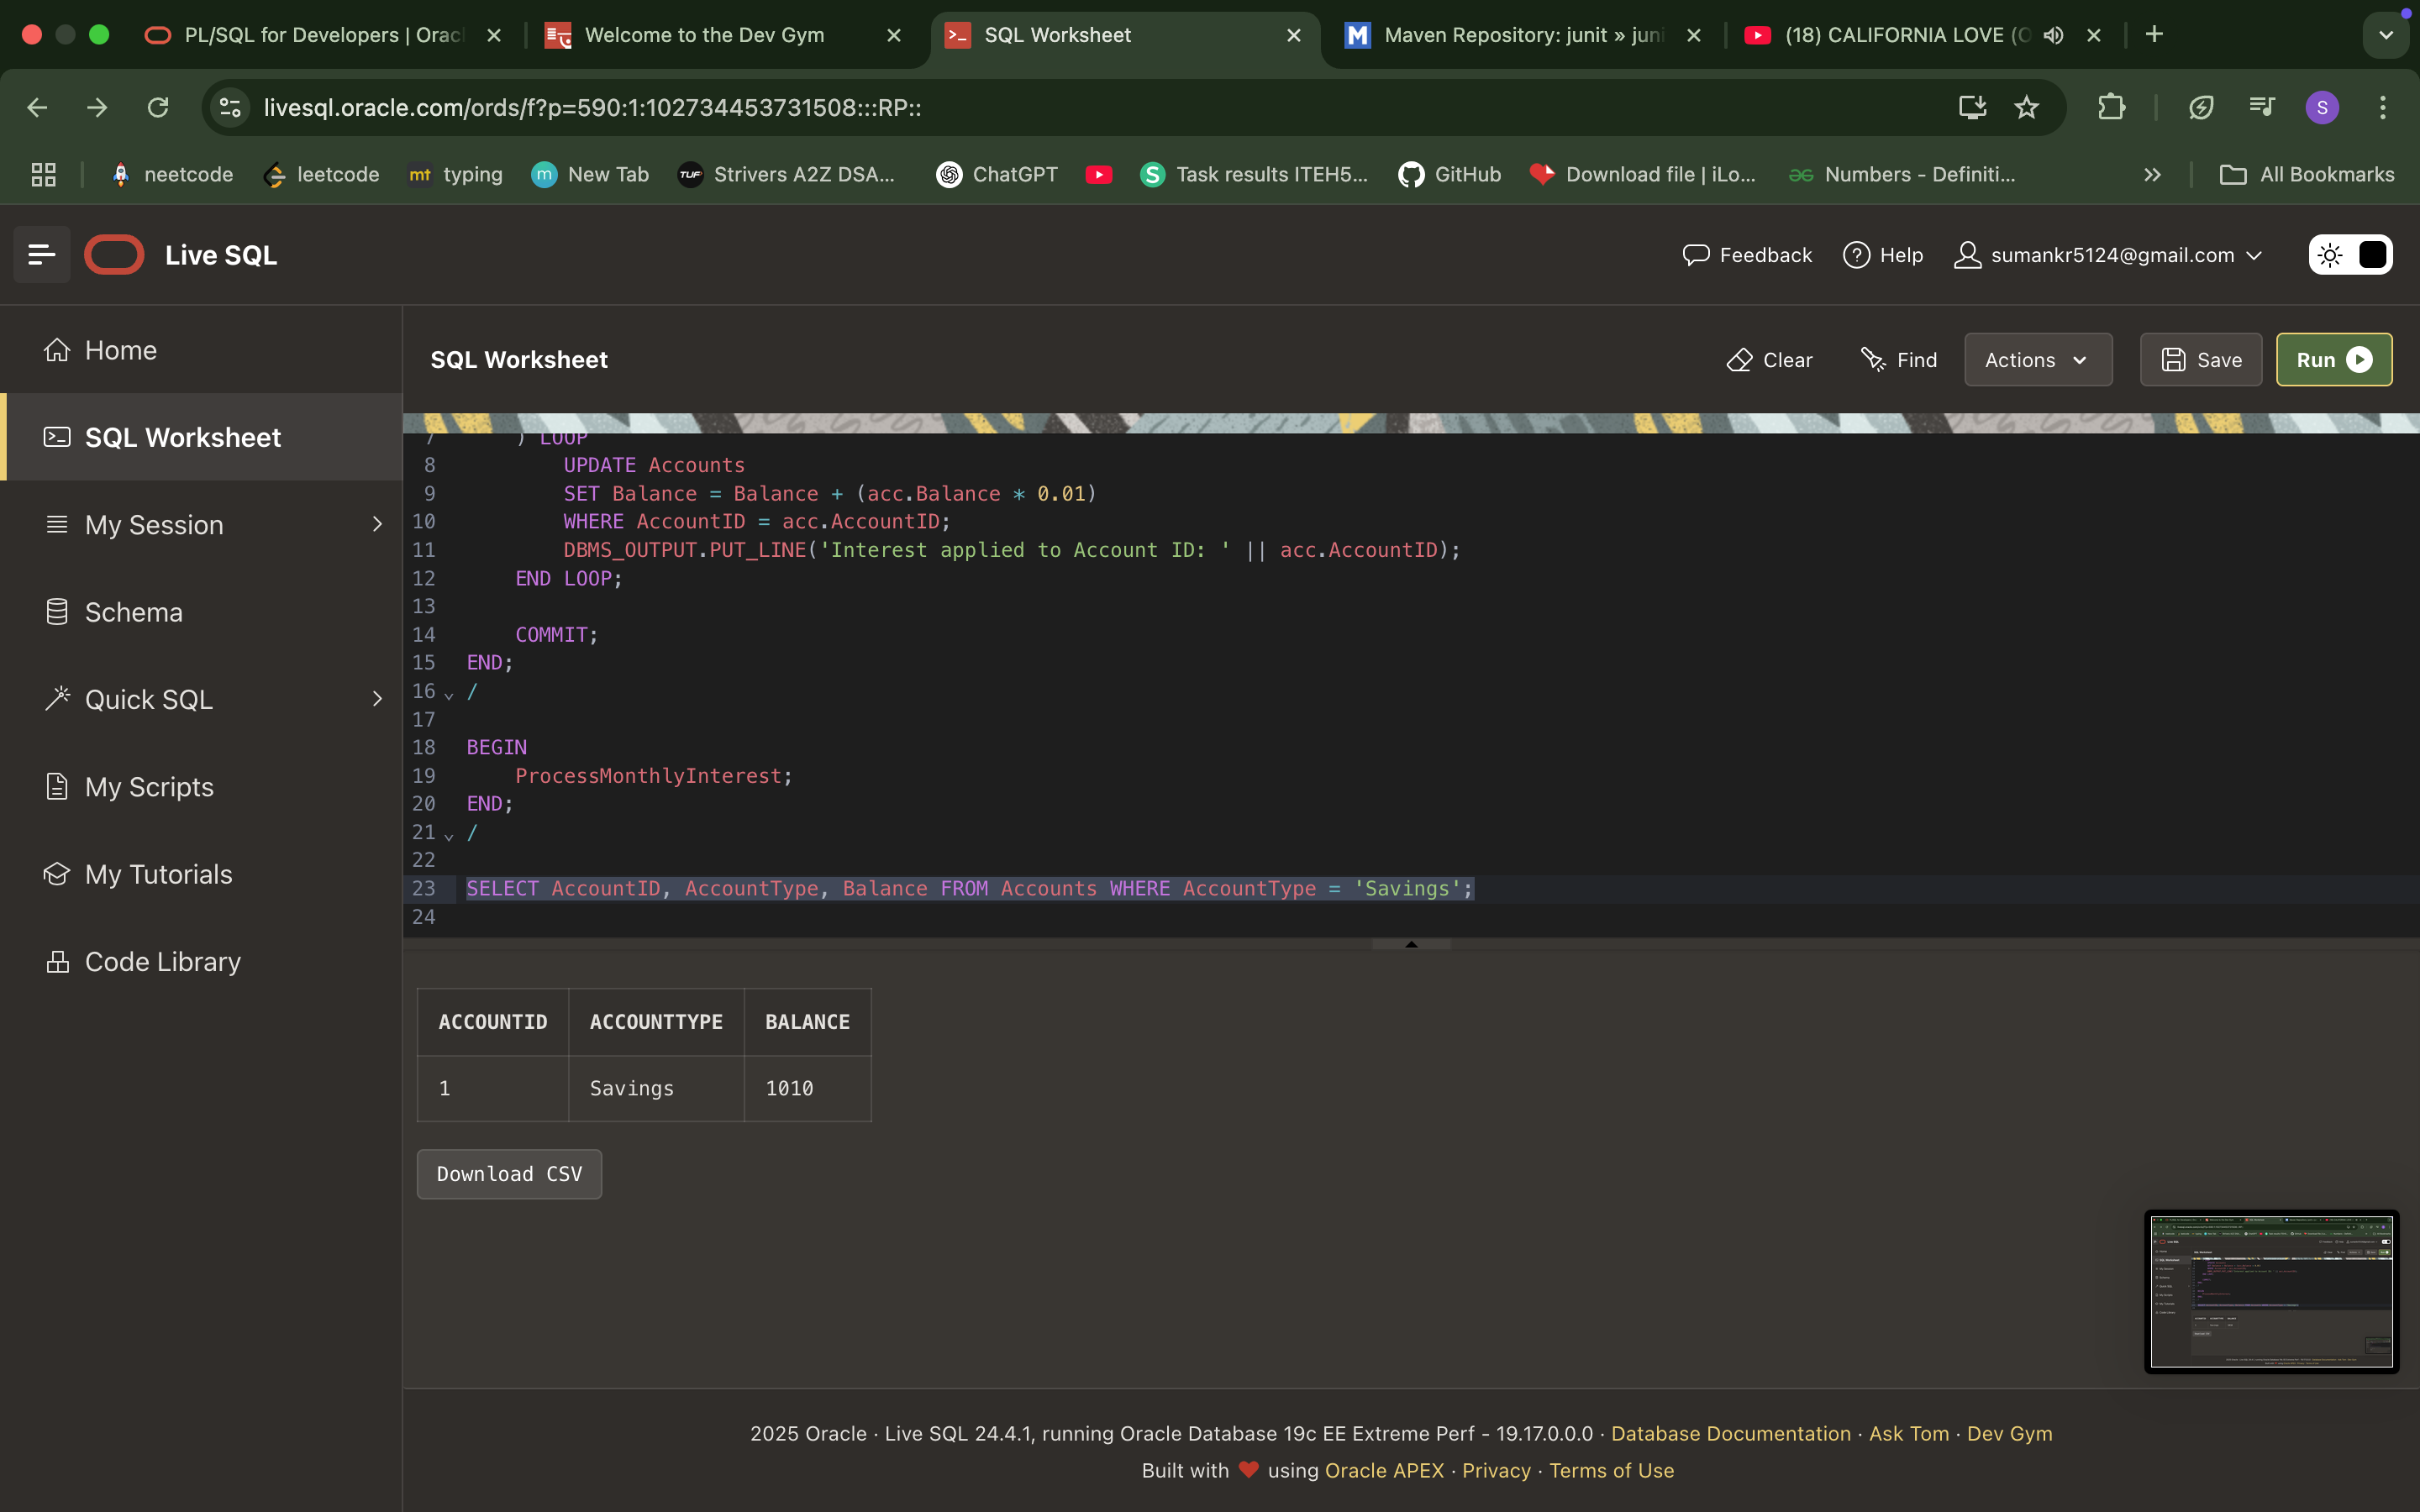 PL/SQL for Developers | Orac
Welcome to the Dev Gym
SQL Worksheet
Maven Repository: junit » juni
(18) CALIFORNIA LOVE (O
livesql.oracle.com/ords/f?p=590:1:102734453731508:::RP::
S
neetcode
leetcode
mt typing
m New Tab
TUF Strivers A2Z DSA...
ChatGPT
S Task results ITEH5...
GitHub
Download file | iLo...
Numbers - Definiti...
All Bookmarks
Live SQL
Feedback
Help
sumankr5124@gmail.com
Home
SQL Worksheet
My Session
Schema
Quick SQL
My Scripts
My Tutorials
Code Library
SQL Worksheet
Clear
Find
Actions
Save
Run
7 ) LOOP
8 UPDATE Accounts
9 SET Balance = Balance + (acc.Balance * 0.01)
10 WHERE AccountID = acc.AccountID;
11 DBMS_OUTPUT.PUT_LINE('Interest applied to Account ID: ' || acc.AccountID);
12 END LOOP;
13
14 COMMIT;
15 END;
16 /
17
18 BEGIN
19 ProcessMonthlyInterest;
20 END;
21 /
22
23 SELECT AccountID, AccountType, Balance FROM Accounts WHERE AccountType = 'Savings';
24
ACCOUNTID ACCOUNTTYPE BALANCE
1 Savings 1010
Download CSV
2025 Oracle · Live SQL 24.4.1, running Oracle Database 19c EE Extreme Perf - 19.17.0.0.0 · Database Documentation · Ask Tom · Dev Gym
Built with ❤ using Oracle APEX · Privacy · Terms of Use